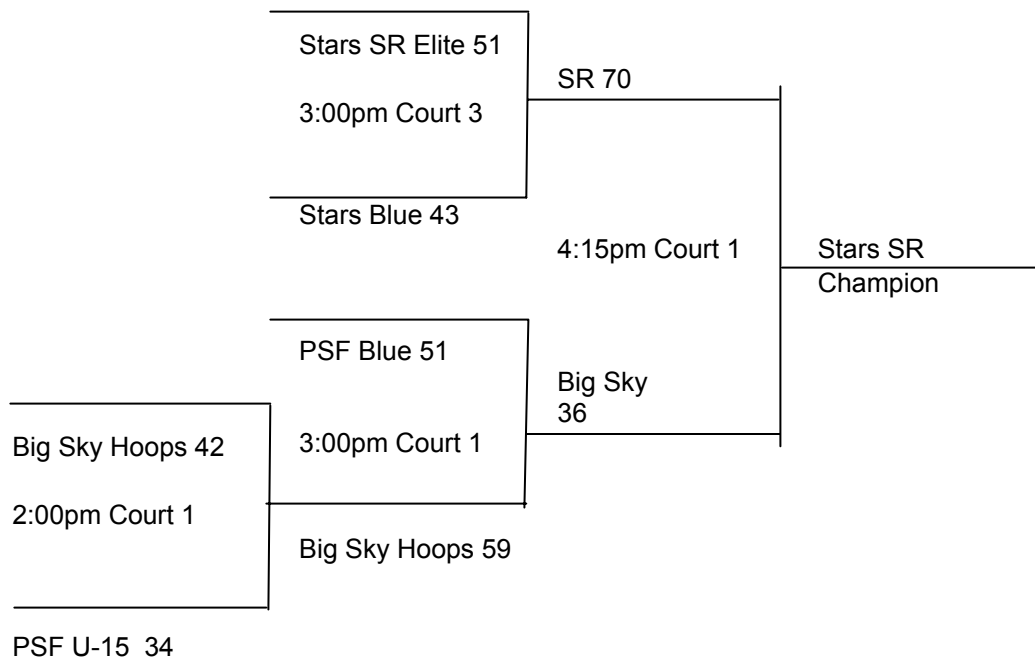 Stars SR Elite 51
SR 70
3:00pm Court 3
Stars Blue 43
4:15pm Court 1
Stars SR
Champion
PSF Blue 51
Big Sky
36
Big Sky Hoops 42
3:00pm Court 1
2:00pm Court 1
Big Sky Hoops 59
PSF U-15  34